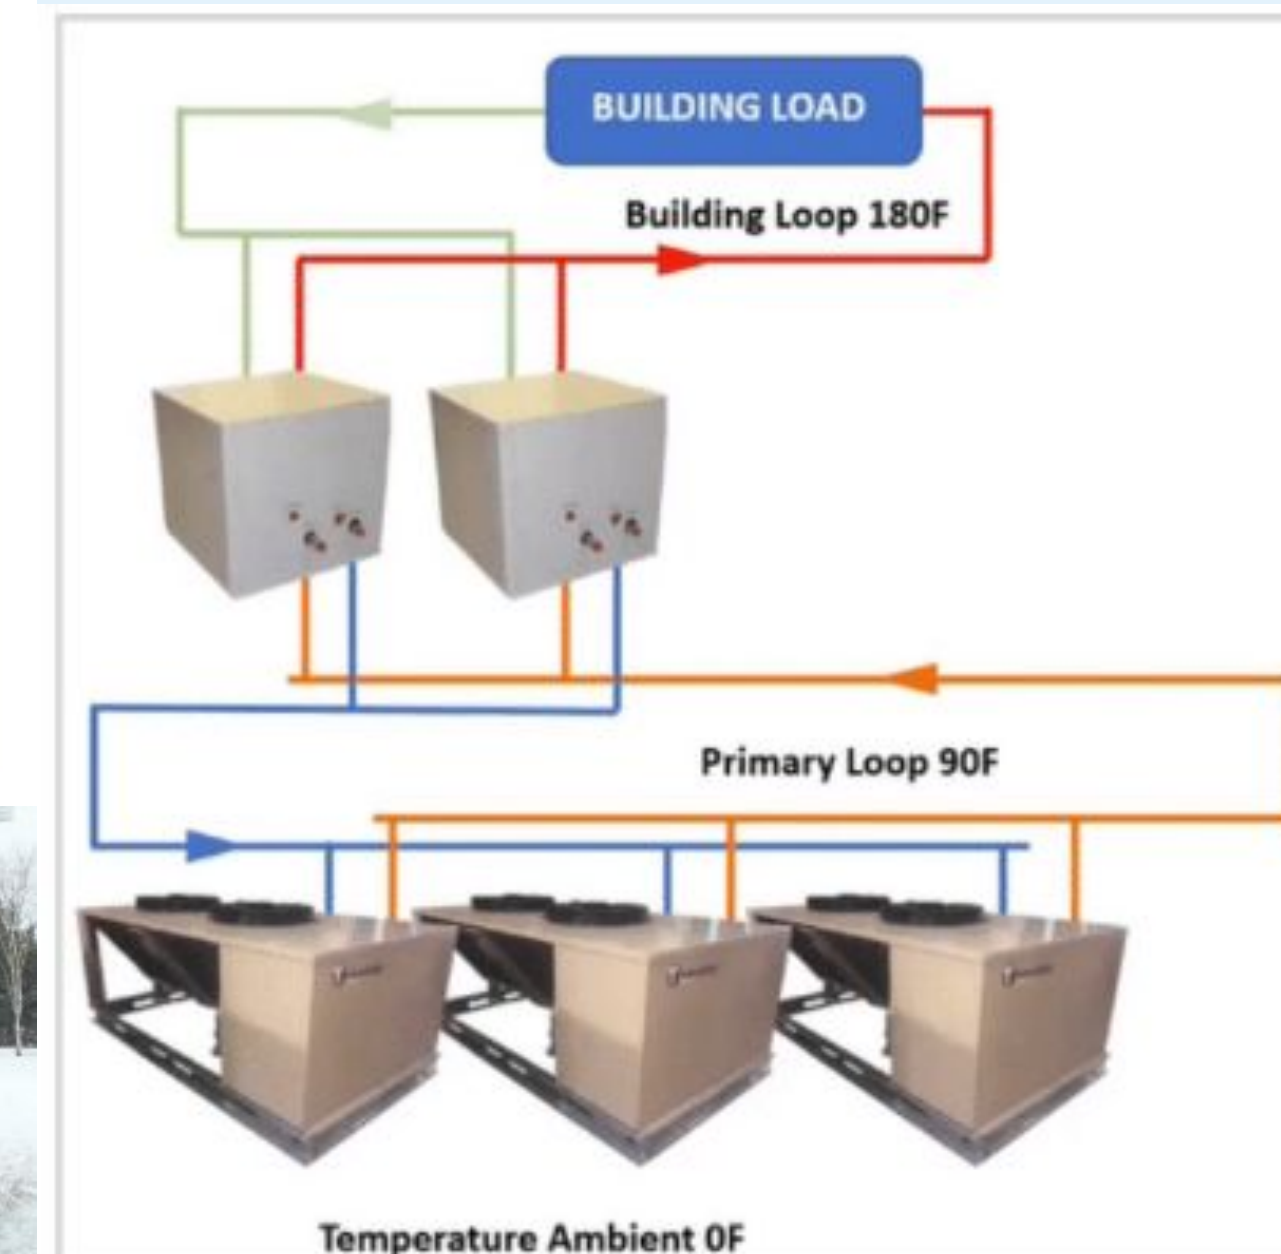 BUILDING LOAD
Building Loop 180F
Primary Loop 90F
Temperature Ambient 0F